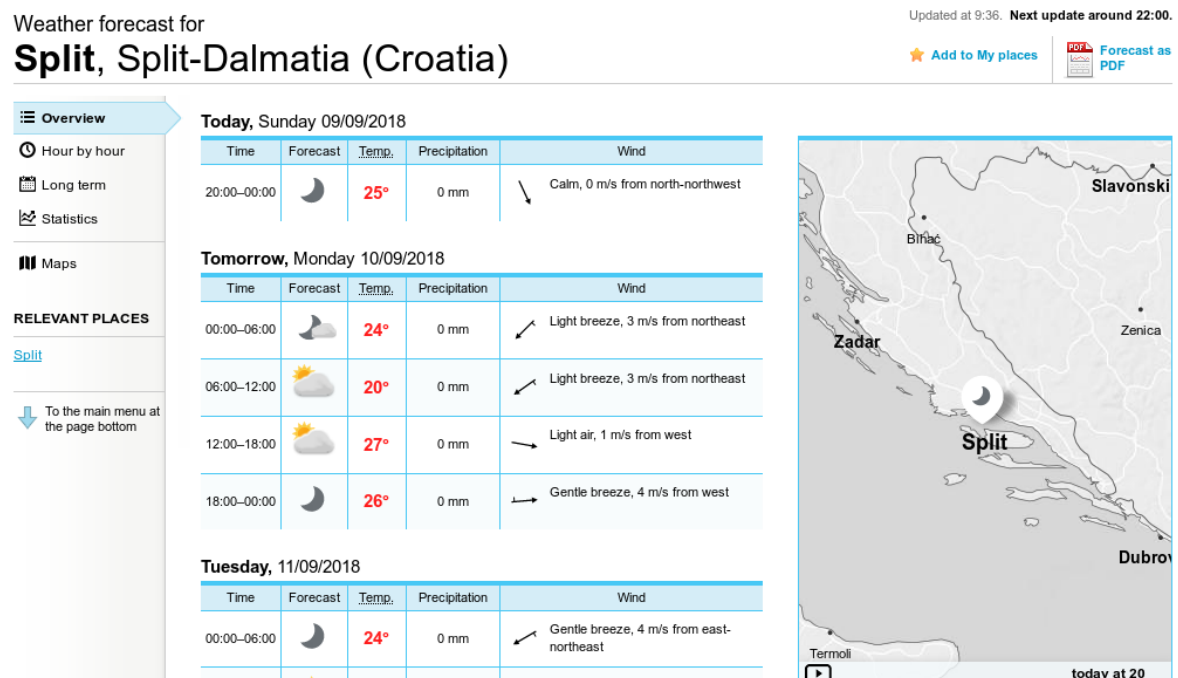 Weather forecast for
Split, Split-Dalmatia (Croatia)
Updated at 9:36. Next update around 22:00.
Add to My places
Forecast as
PDF
Overview
Hour by hour
Long term
Statistics
Maps
RELEVANT PLACES
Split
To the main menu at
the page bottom
Today, Sunday 09/09/2018
Time Forecast Temp. Precipitation Wind
20:00–00:00 25° 0 mm Calm, 0 m/s from north-northwest
Tomorrow, Monday 10/09/2018
Time Forecast Temp. Precipitation Wind
00:00–06:00 24° 0 mm Light breeze, 3 m/s from northeast
06:00–12:00 20° 0 mm Light breeze, 3 m/s from northeast
12:00–18:00 27° 0 mm Light air, 1 m/s from west
18:00–00:00 26° 0 mm Gentle breeze, 4 m/s from west
Tuesday, 11/09/2018
Time Forecast Temp. Precipitation Wind
00:00–06:00 24° 0 mm Gentle breeze, 4 m/s from east-
northeast
Slavonski
Bihać
Zenica
Zadar
Split
Dubrov
Termoli
today at 20